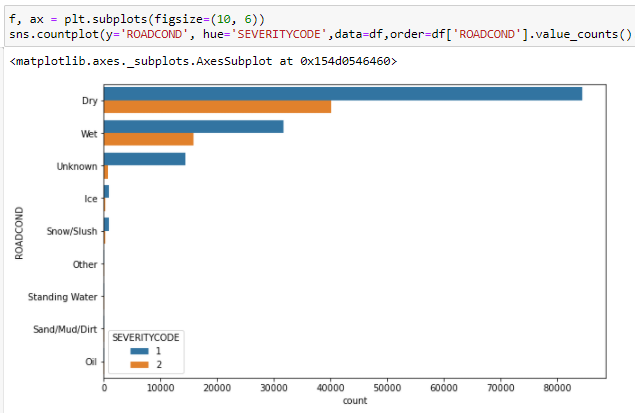 f, ax = plt.subplots(figsize=(10, 6))
sns.countplot(y='ROADCOND', hue='SEVERITYCODE',data=df,order=df['ROADCOND'].value_counts()
<matplotlib.axes._subplots.AxesSubplot at 0x154d0546460>
Dry
Wet
Unknown
Ice
Snow/Slush
Other
Standing Water
Sand/Mud/Dirt
Oil
ROADCOND
SEVERITYCODE
1
2
0 10000 20000 30000 40000 50000 60000 70000 80000
count